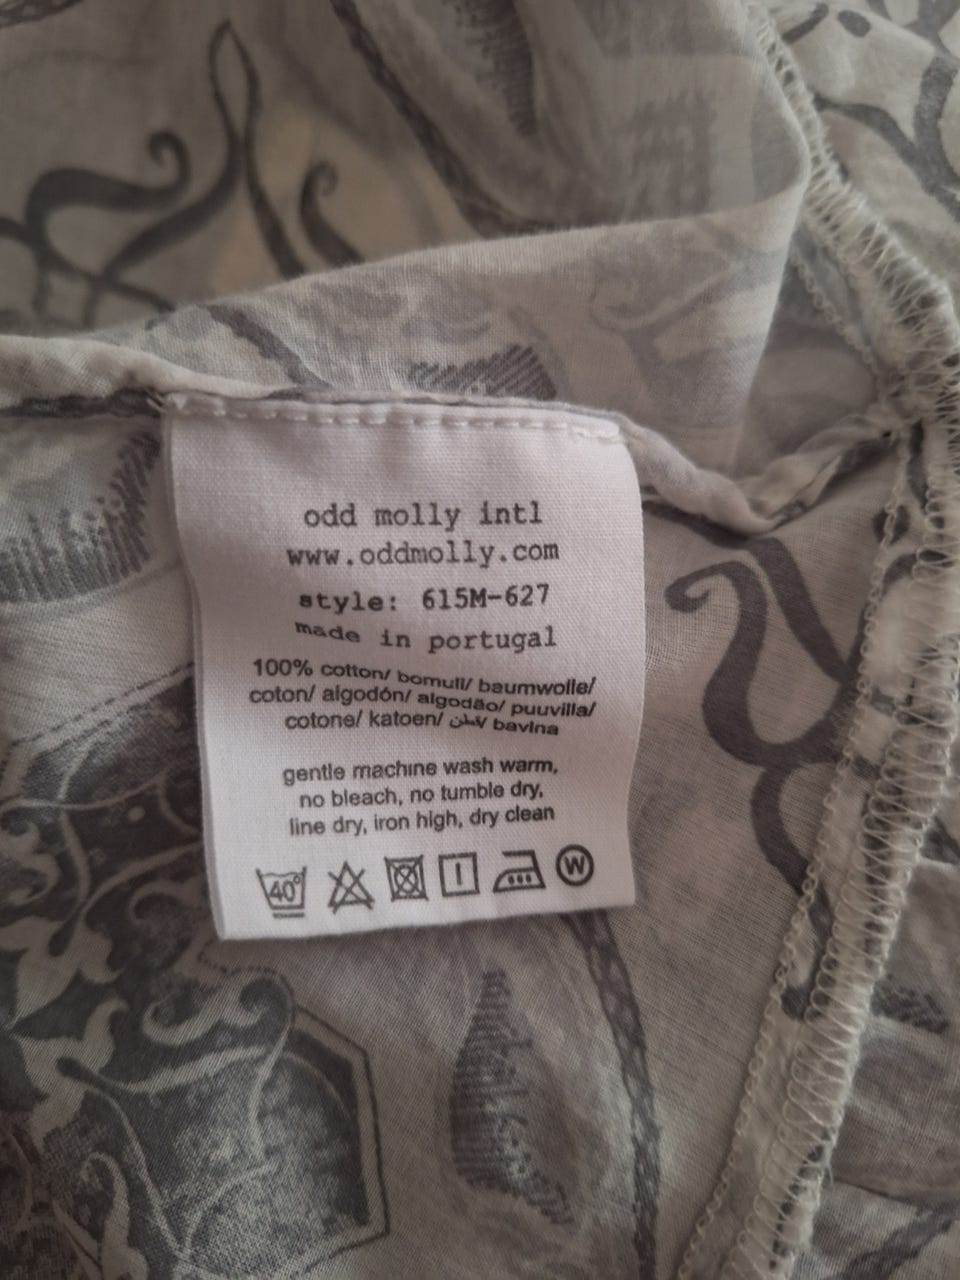 odd molly intl
www.oddmolly.com
style: 615M-627
made in portugal
100% cotton/ bomull/ baumwolle/
coton/ algodón/ algodão/ puuvilla/
cotone/ katoen/ قطن/ bavlna
gentle machine wash warm,
no bleach, no tumble dry,
line dry, iron high, dry clean
40° W